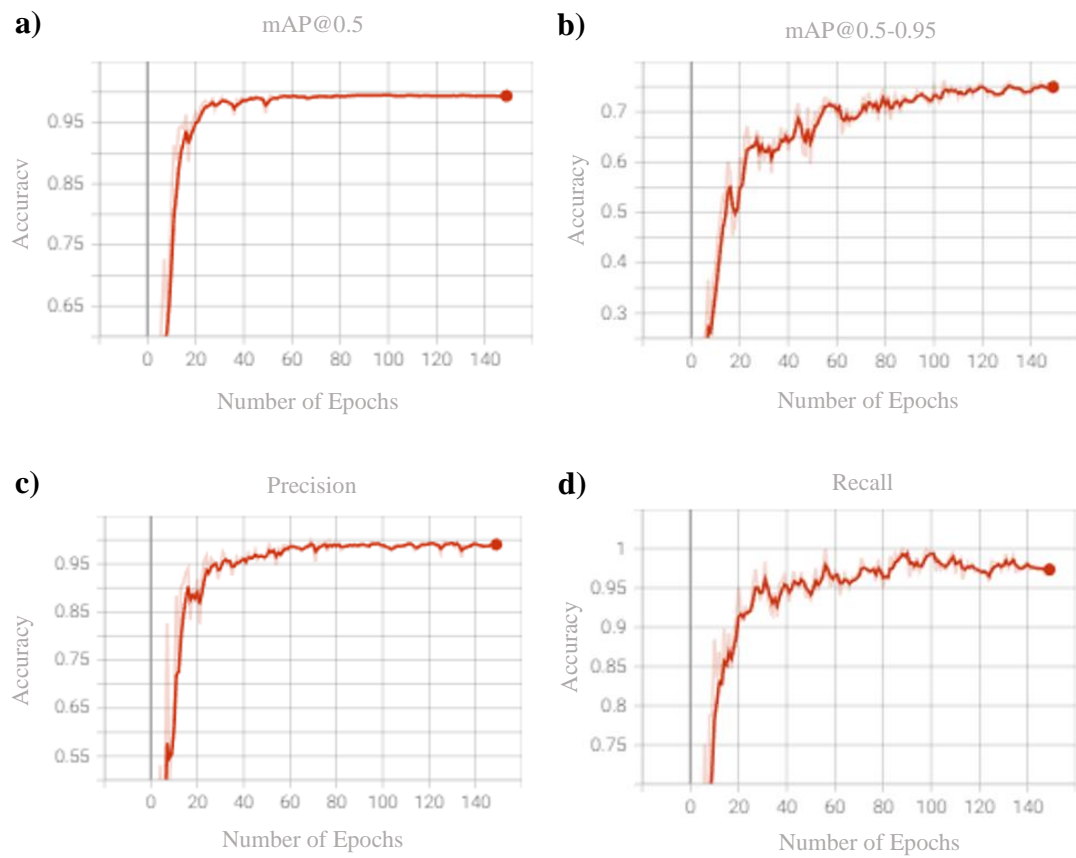 a)
mAP@0.5
0.95
0.85
0.75
0.65
Accuracy
0 20 40 60 80 100 120 140
Number of Epochs
b)
mAP@0.5-0.95
0.7
0.6
0.5
0.4
0.3
Accuracy
0 20 40 60 80 100 120 140
Number of Epochs
c)
Precision
0.95
0.85
0.75
0.65
0.55
Accuracy
0 20 40 60 80 100 120 140
Number of Epochs
d)
Recall
1
0.95
0.9
0.85
0.8
0.75
Accuracy
0 20 40 60 80 100 120 140
Number of Epochs